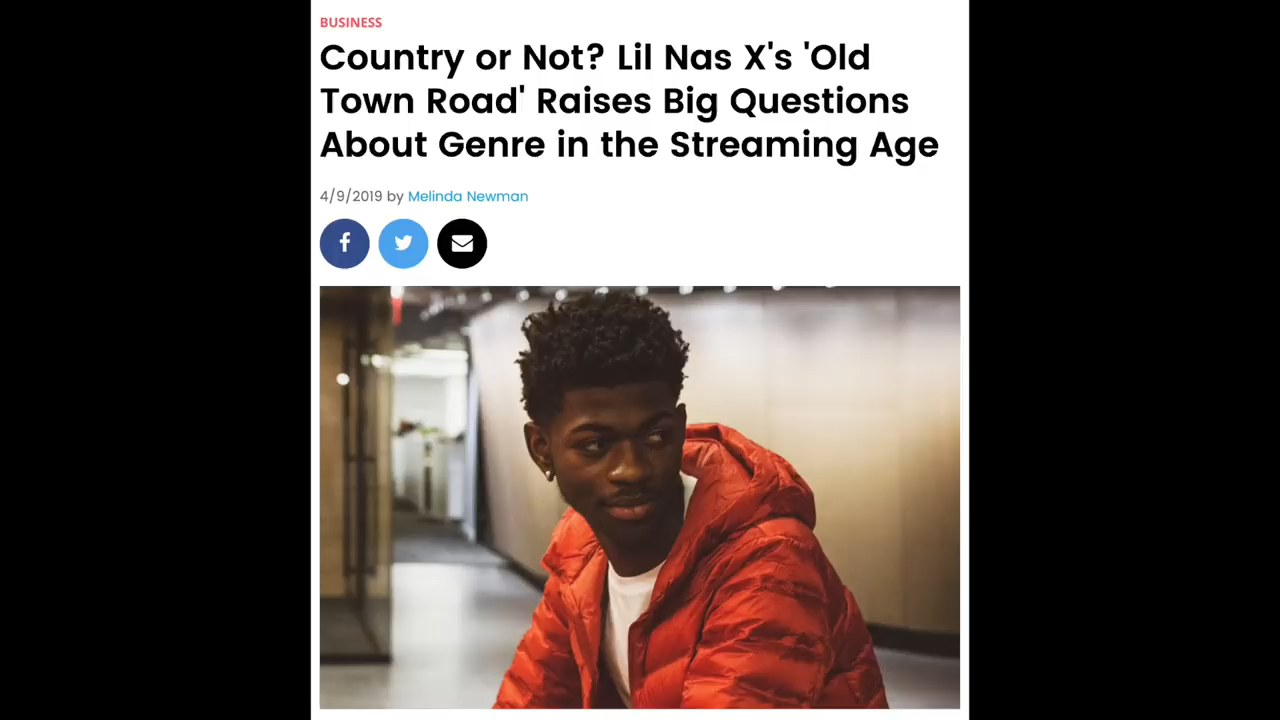 BUSINESS
Country or Not? Lil Nas X's 'Old
Town Road' Raises Big Questions
About Genre in the Streaming Age
4/9/2019 by Melinda Newman